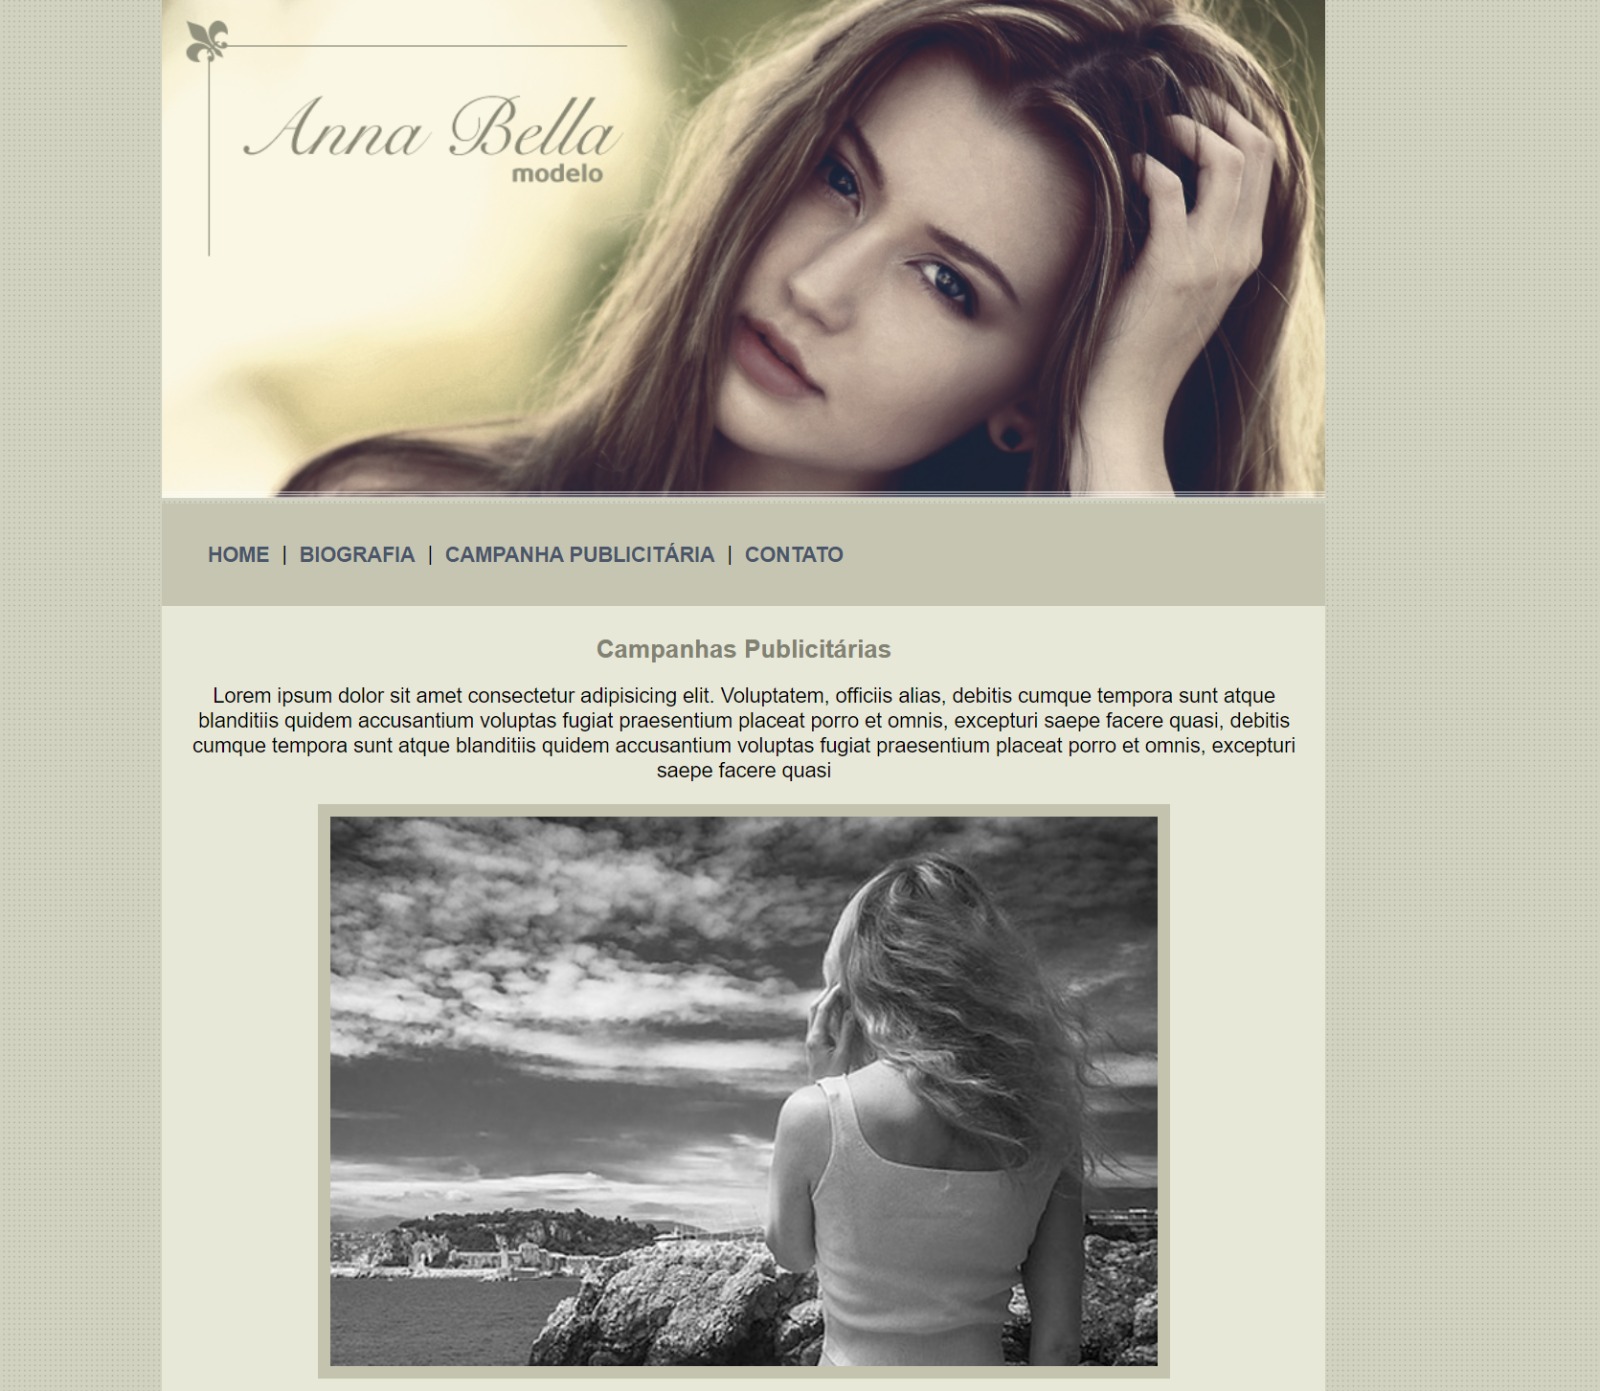 Anna Bella
modelo
HOME | BIOGRAFIA | CAMPANHA PUBLICITÁRIA | CONTATO
Campanhas Publicitárias
Lorem ipsum dolor sit amet consectetur adipisicing elit. Voluptatem, officiis alias, debitis cumque tempora sunt atque
blanditiis quidem accusantium voluptas fugiat praesentium placeat porro et omnis, excepturi saepe facere quasi, debitis
cumque tempora sunt atque blanditiis quidem accusantium voluptas fugiat praesentium placeat porro et omnis, excepturi
saepe facere quasi